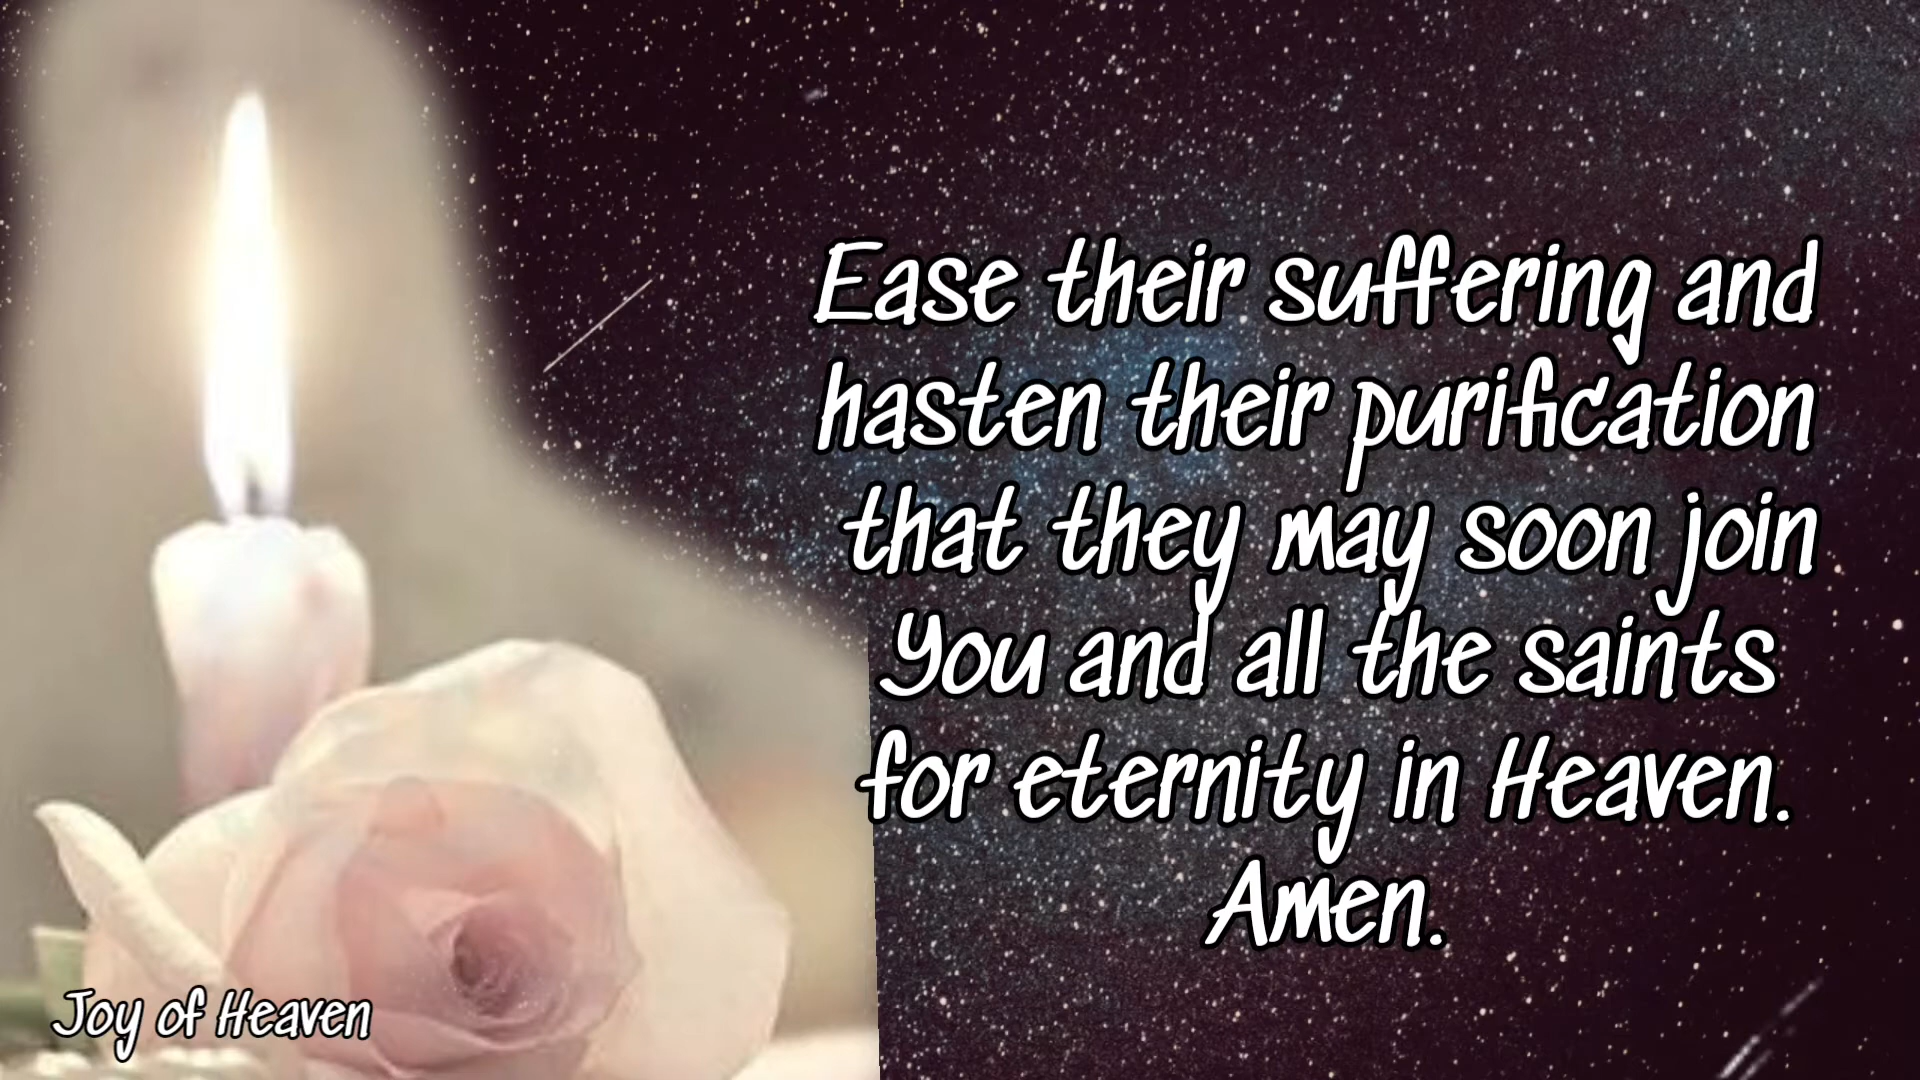 Ease their suffering and
hasten their purification
that they may soon join
You and all the saints
for eternity in Heaven.
Amen.
Joy of Heaven